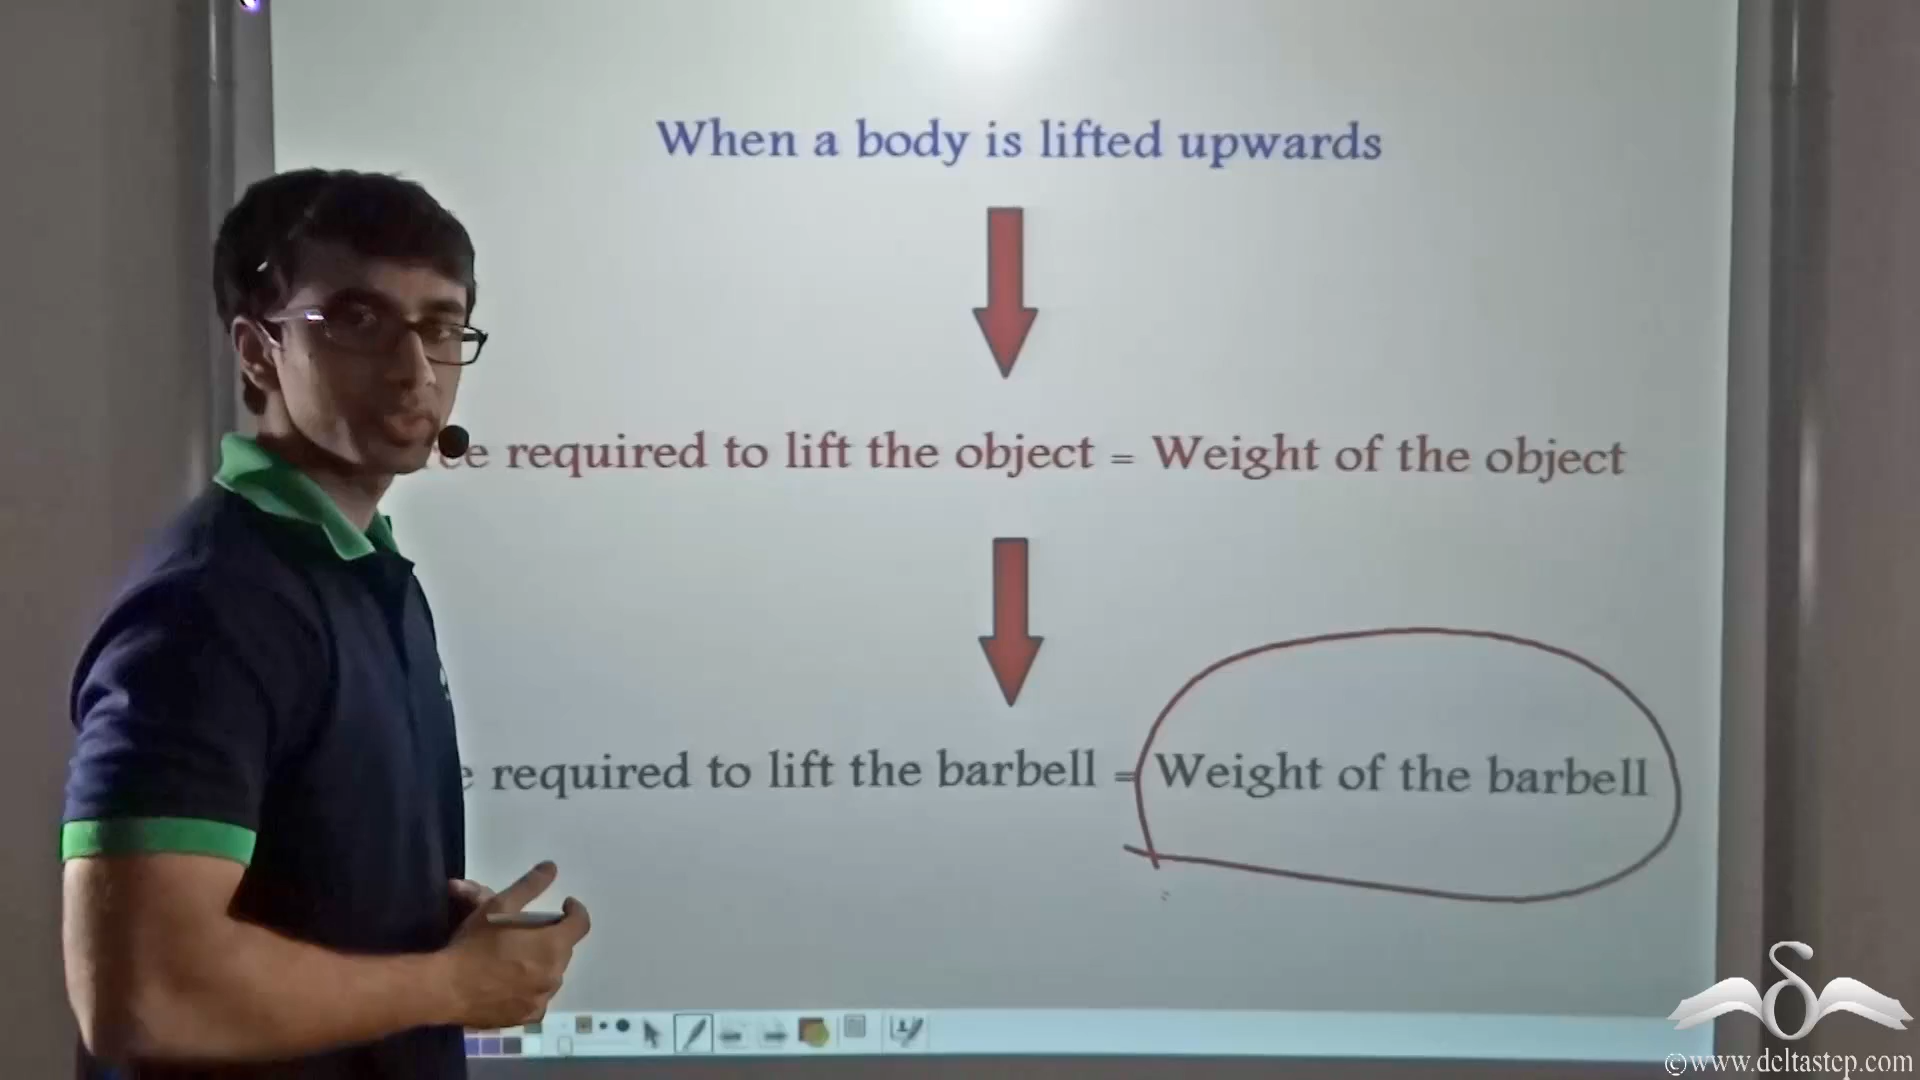 When a body is lifted upwards
required to lift the object = Weight of the object
required to lift the barbell = Weight of the barbell
©www.deltastep.com